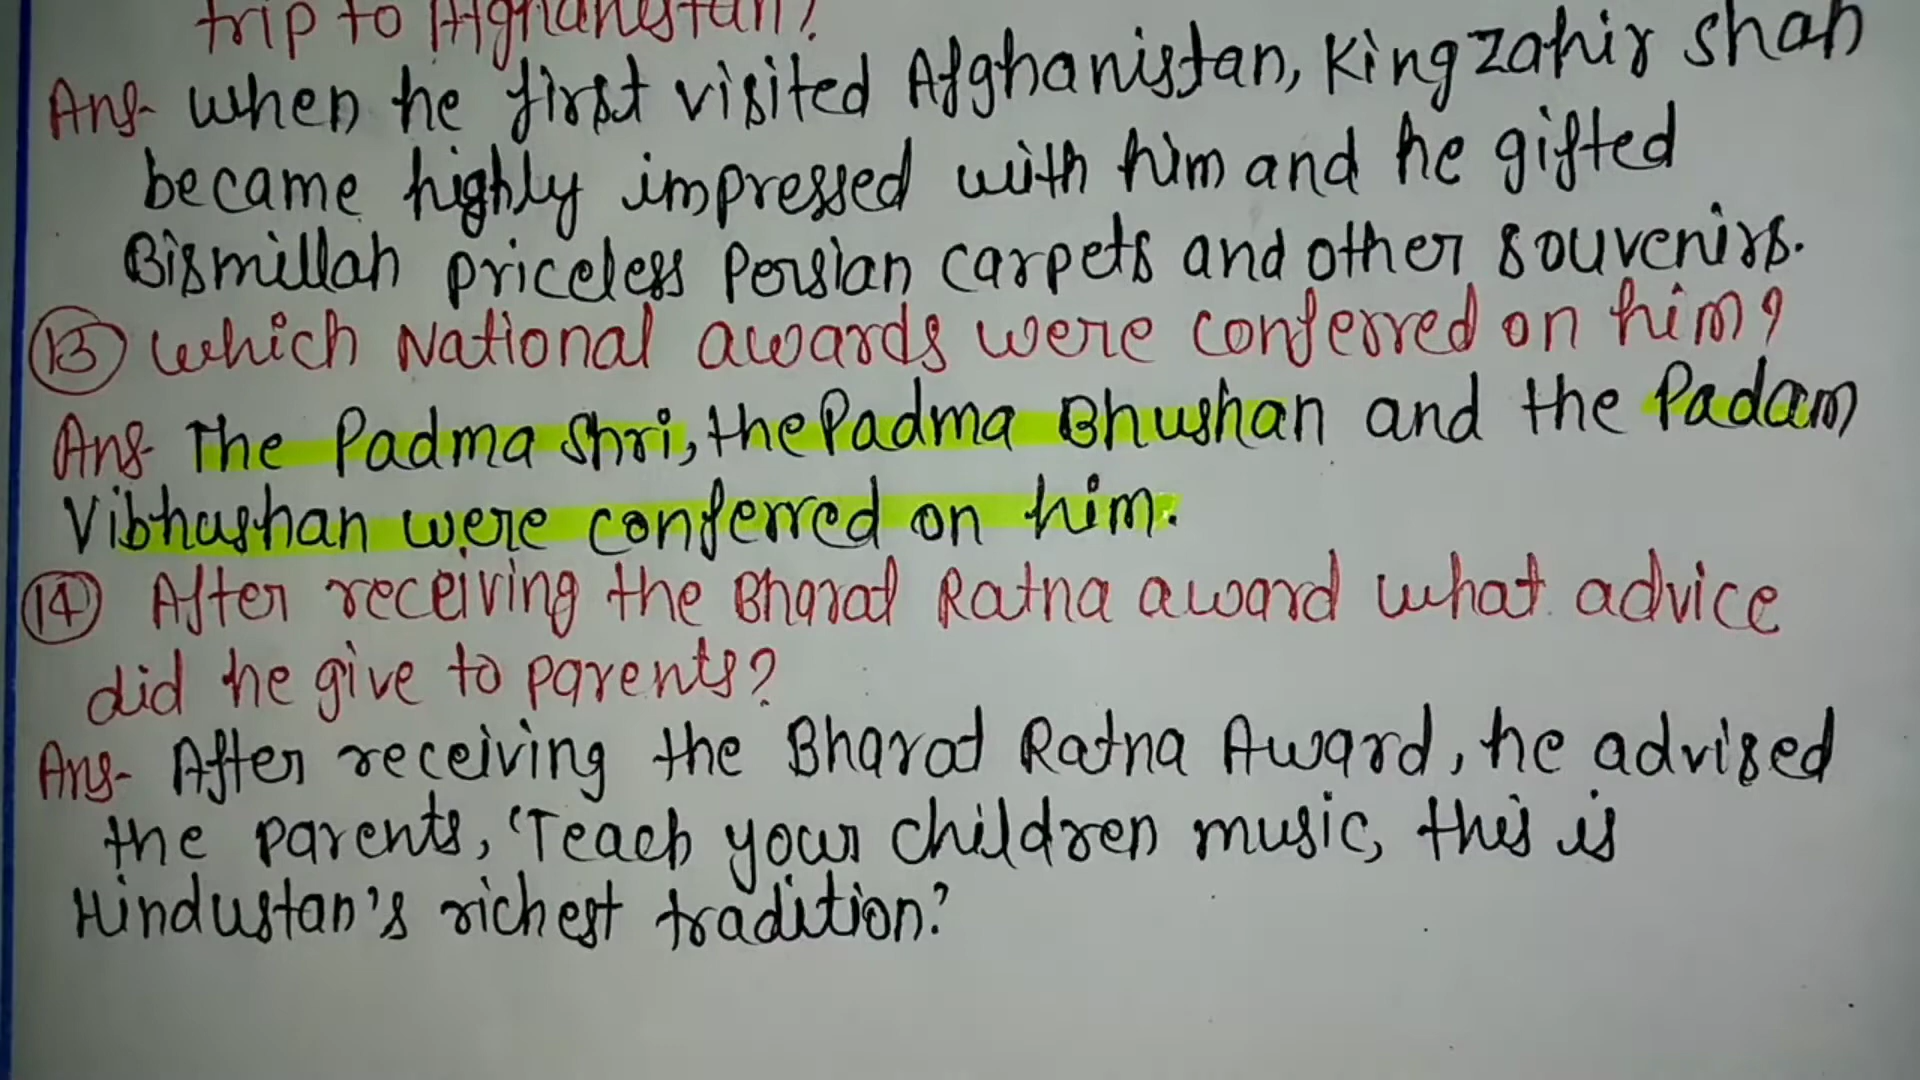 trip to Afghanistan?
Ans- when he first visited Afghanistan, King Zahir Shah
became highly impressed with him and he gifted
Bismillah priceless Persian carpets and other souvenirs.
13 Which National awards were conferred on him?
Ans- The Padma Shri, the Padma Bhushan and the Padam
Vibhushan were conferred on him.
14 After receiving the Bharat Ratna award what advice
did he give to parents?
Ans- After receiving the Bharat Ratna Award, he advised
the parents, 'Teach your children music, this is
Hindustan's richest tradition.'